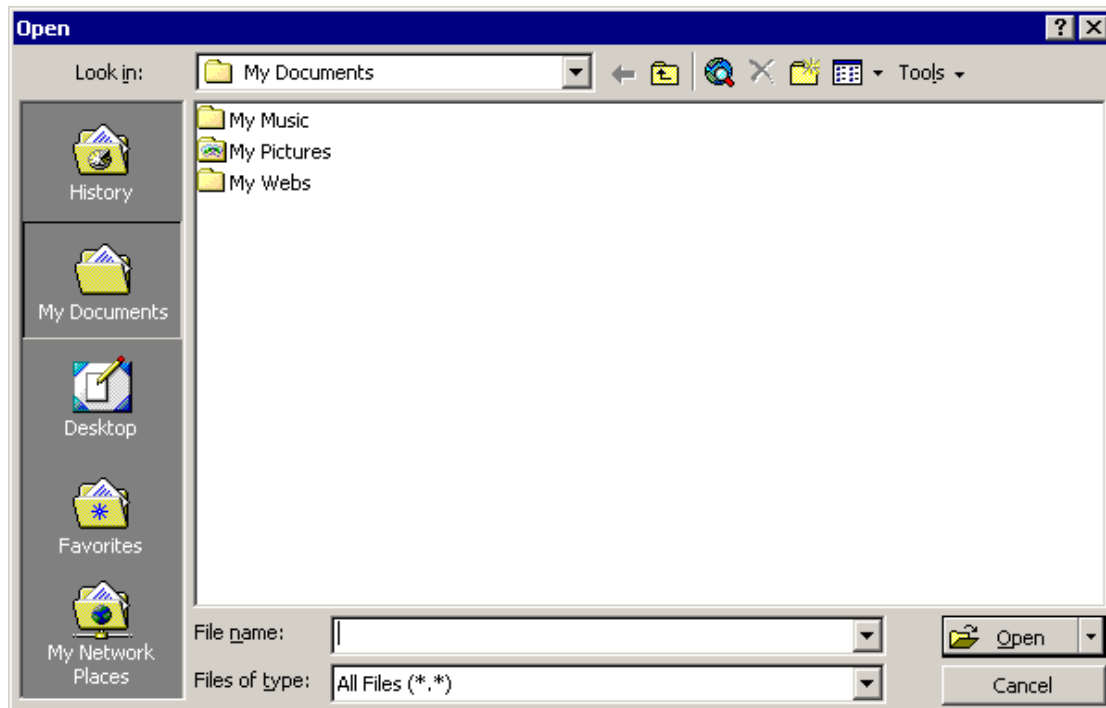 Open
Look in: My Documents Tools
My Music
My Pictures
My Webs
History
My Documents
Desktop
Favorites
My Network
Places
File name: Open
Files of type: All Files (*.*) Cancel